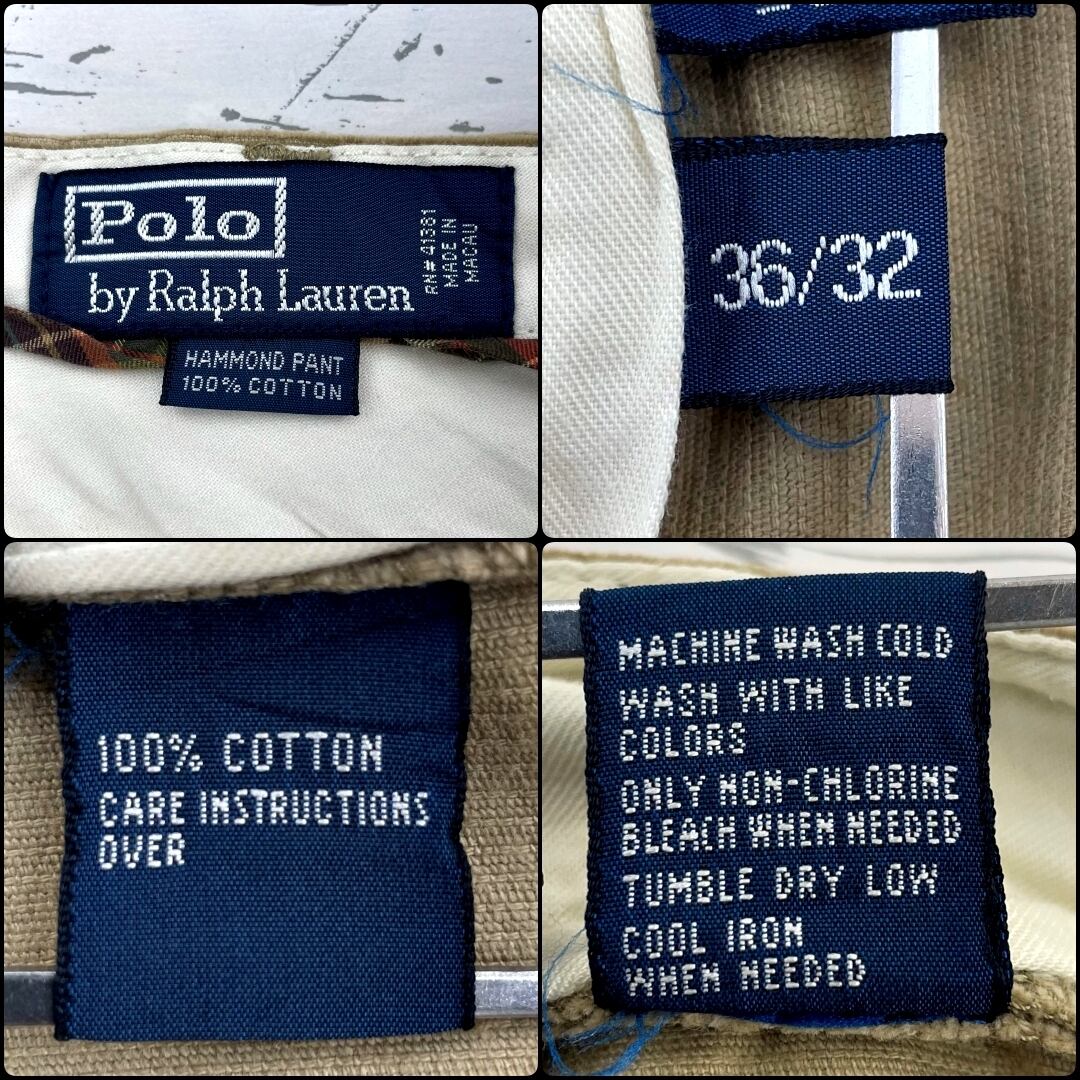 Polo
by Ralph Lauren
RN# 41381
MADE IN
MACAU
HAMMOND PANT
100% COTTON
36/32
100% COTTON
CARE INSTRUCTIONS
OVER
MACHINE WASH COLD
WASH WITH LIKE
COLORS
ONLY NON-CHLORINE
BLEACH WHEN NEEDED
TUMBLE DRY LOW
COOL IRON
WHEN NEEDED